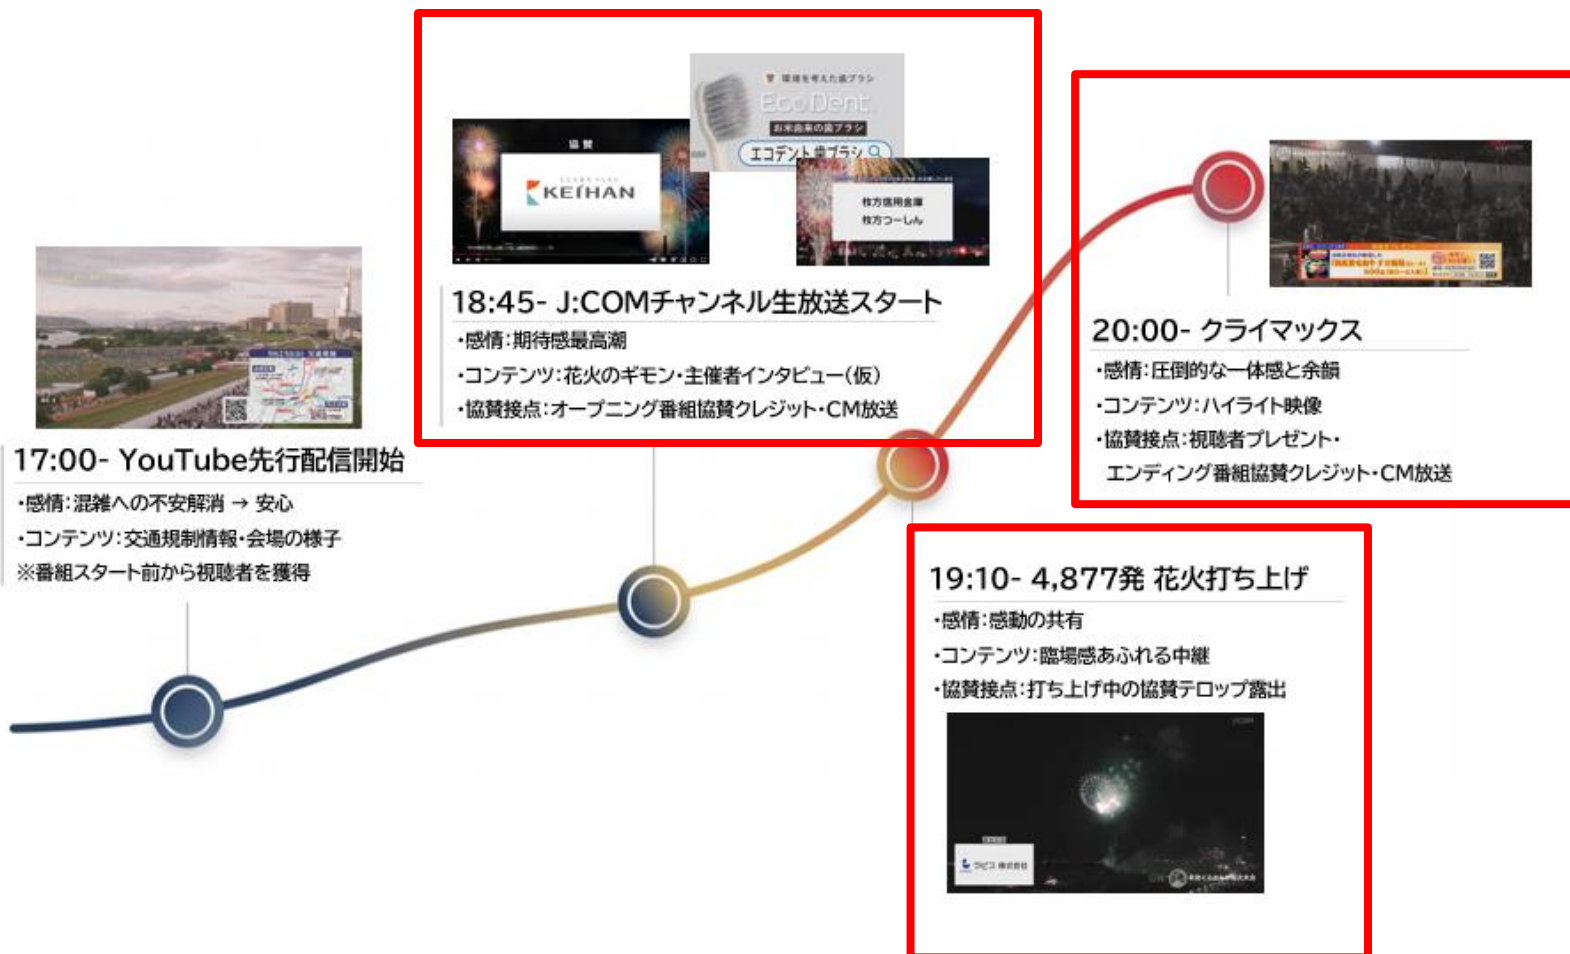 17:00- YouTube先行配信開始
・感情：混雑への不安解消 → 安心
・コンテンツ：交通規制情報・会場の様子
※番組スタート前から視聴者を獲得
協賛
KEIHAN
環境を考えた歯ブラシ
EcoDent.
お米由来の歯ブラシ
エコデント 歯ブラシ
枚方信用金庫
枚方つーしん
18:45- J:COMチャンネル生放送スタート
・感情：期待感最高潮
・コンテンツ：花火のギモン・主催者インタビュー（仮）
・協賛接点：オープニング番組協賛クレジット・CM放送
19:10- 4,877発 花火打ち上げ
・感情：感動の共有
・コンテンツ：臨場感あふれる中継
・協賛接点：打ち上げ中の協賛テロップ露出
ラピス 株式会社
20:00- クライマックス
・感情：圧倒的な一体感と余韻
・コンテンツ：ハイライト映像
・協賛接点：視聴者プレゼント・
エンディング番組協賛クレジット・CM放送